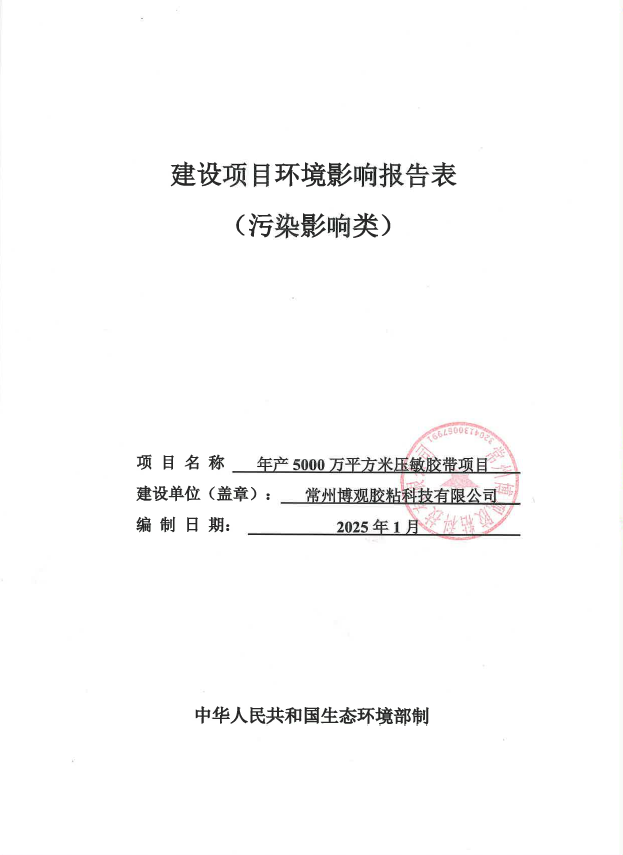 建设项目环境影响报告表
（污染影响类）
项目名称 年产5000万平方米压敏胶带项目
建设单位（盖章）： 常州博观胶粘科技有限公司
编制日期： 2025年1月
中华人民共和国生态环境部制